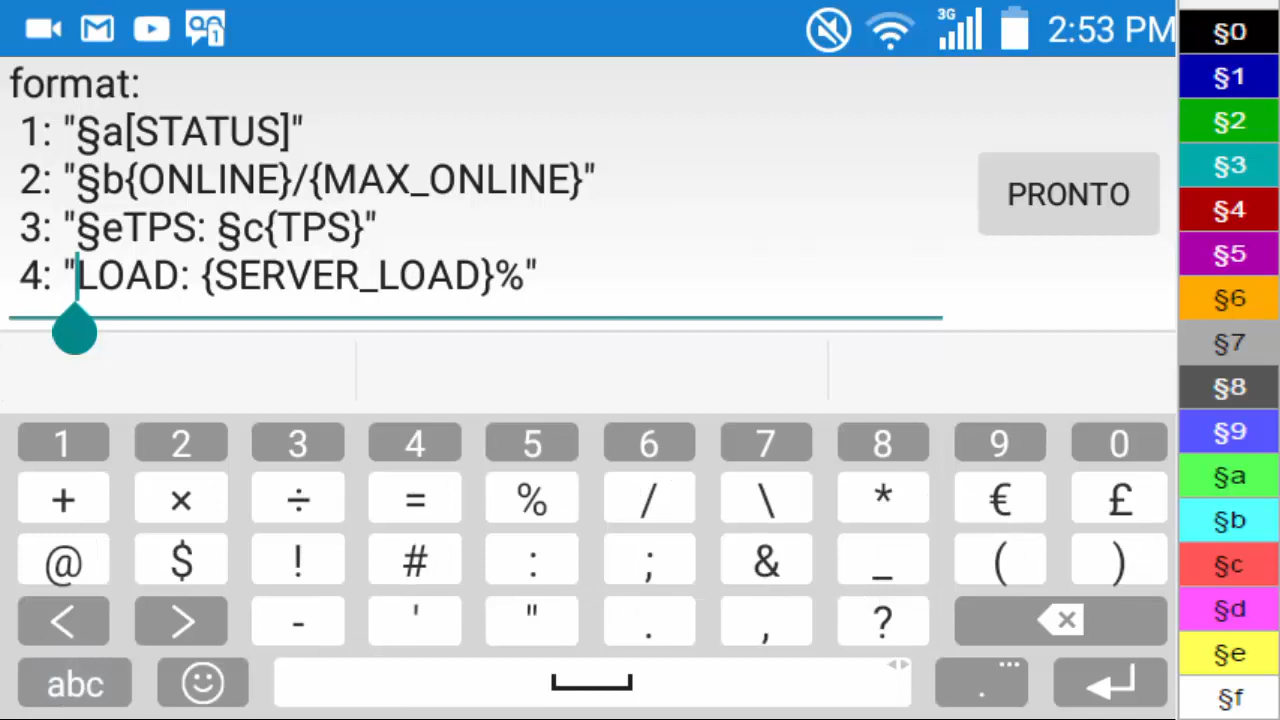 3G 2:53 PM
format:
1: "§a[STATUS]"
2: "§b{ONLINE}/{MAX_ONLINE}"
3: "§eTPS: §c{TPS}"
4: "LOAD: {SERVER_LOAD}%"
PRONTO
1 2 3 4 5 6 7 8 9 0
+ × ÷ = % / \ * € £
@ $ ! # : ; & _ ( )
< > - ' " . , ?
abc . ...
§0
§1
§2
§3
§4
§5
§6
§7
§8
§9
§a
§b
§c
§d
§e
§f